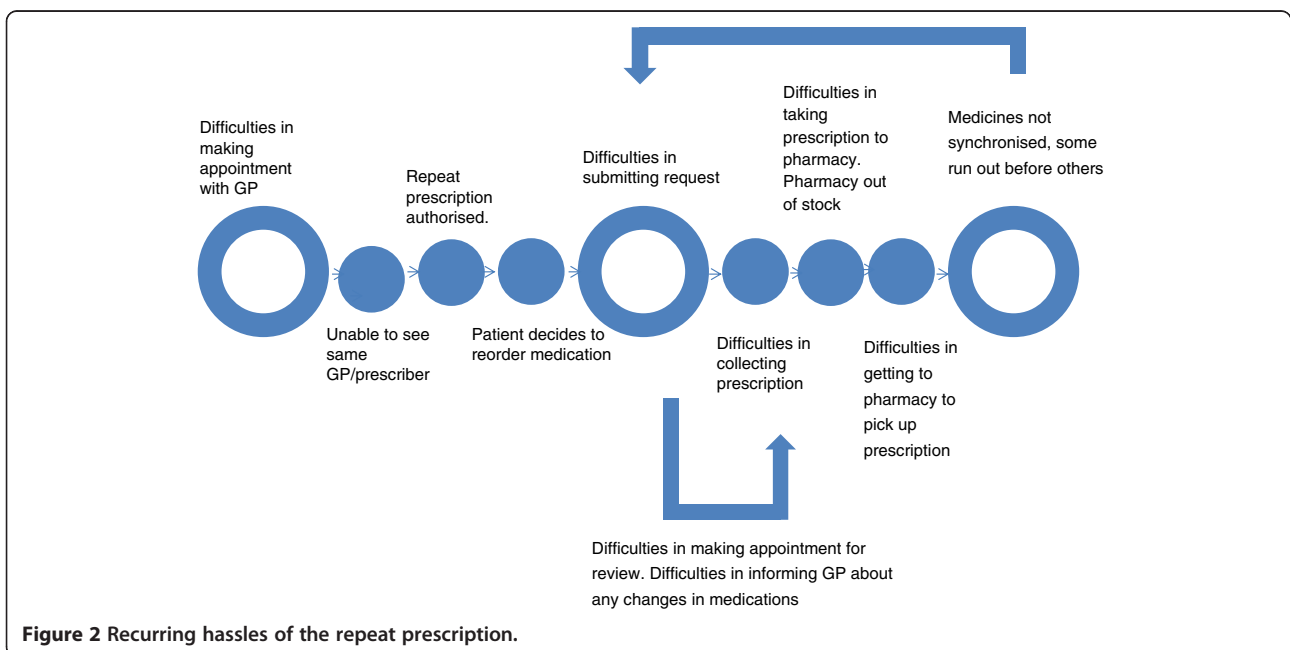 Difficulties in
making
appointment
with GP
Unable to see
same
GP/prescriber
Repeat
prescription
authorised.
Patient decides to
reorder medication
Difficulties in
submitting request
Difficulties in
collecting
prescription
Difficulties in
taking
prescription to
pharmacy.
Pharmacy out
of stock
Difficulties in
getting to
pharmacy to
pick up
prescription
Medicines not
synchronised, some
run out before others
Difficulties in making appointment for
review. Difficulties in informing GP about
any changes in medications
Figure 2 Recurring hassles of the repeat prescription.